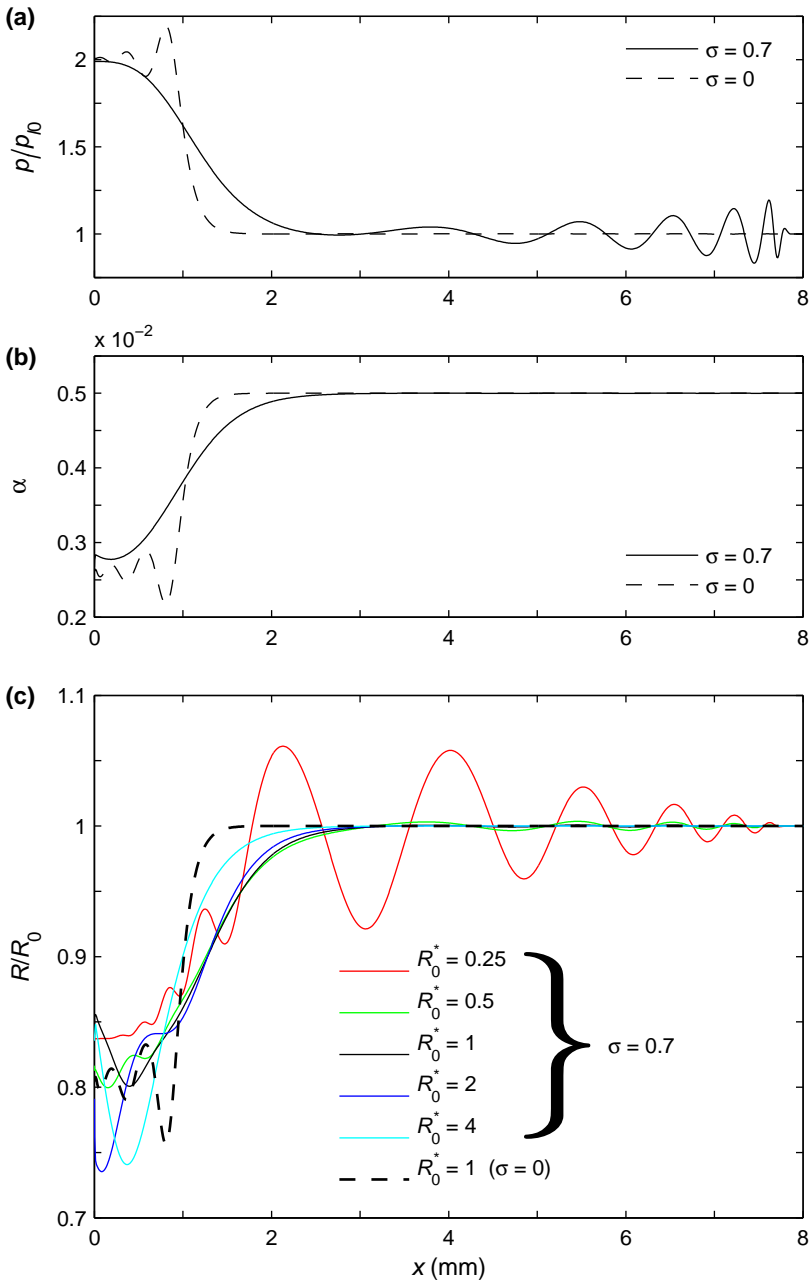 (a)
p/p_{l0}
2
1.5
1
σ = 0.7
σ = 0
0 2 4 6 8
(b)
x 10^{−2}
α
0.5
0.4
0.3
0.2
σ = 0.7
σ = 0
0 2 4 6 8
(c)
R/R_0
1.1
1
0.9
0.8
0.7
R_0^* = 0.25
R_0^* = 0.5
R_0^* = 1
R_0^* = 2
R_0^* = 4
σ = 0.7
R_0^* = 1 (σ = 0)
0 2 4 6 8
x (mm)